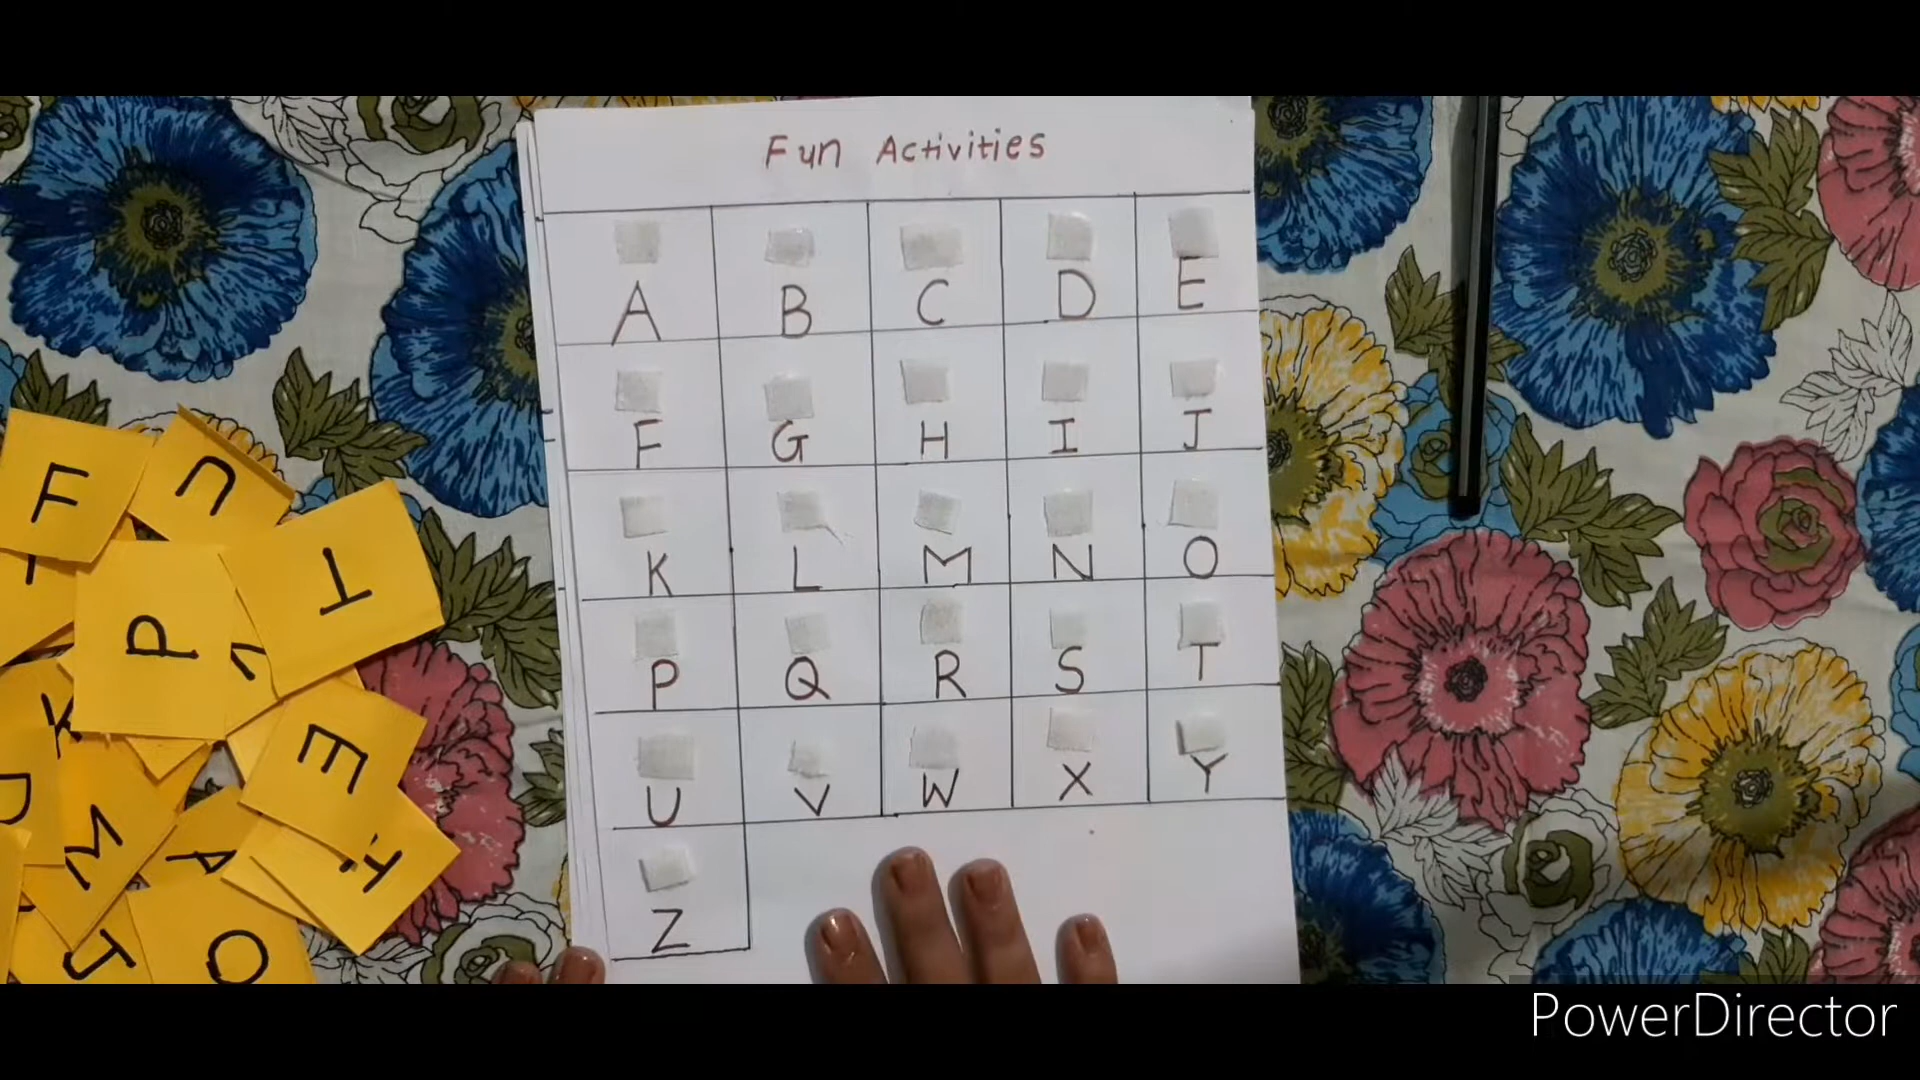 Fun Activities
A B C D E
F G H I J
K L M N O
P Q R S T
U V W X Y
Z
F
U
T
P
V
K
E
D
M
A
I
J
O
PowerDirector